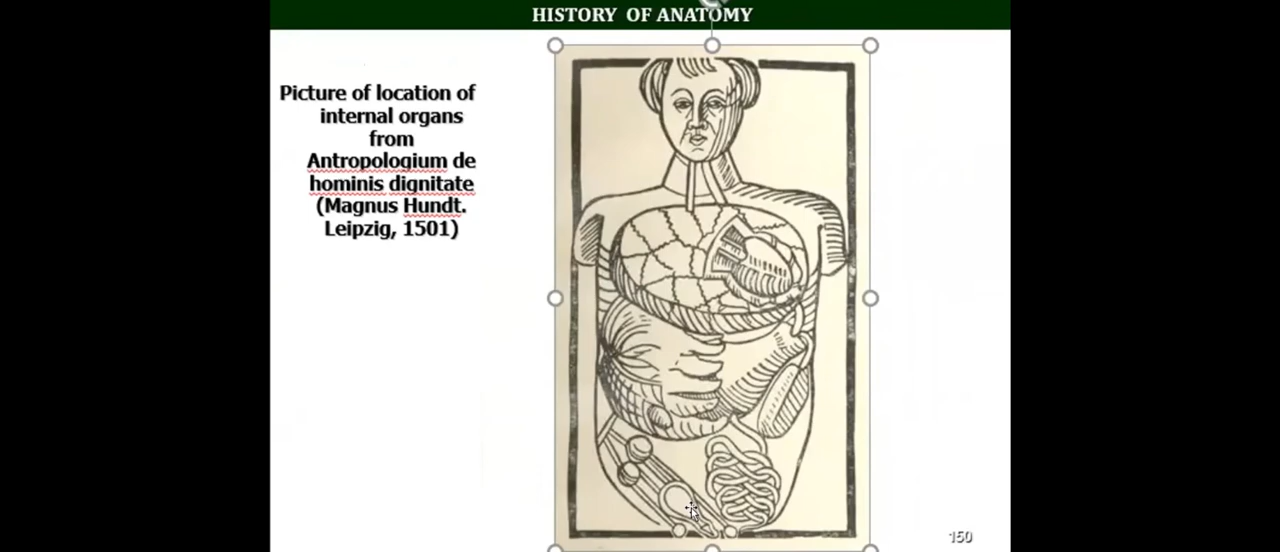 HISTORY OF ANATOMY
Picture of location of
internal organs
from
Antropologium de
hominis dignitate
(Magnus Hundt.
Leipzig, 1501)
150